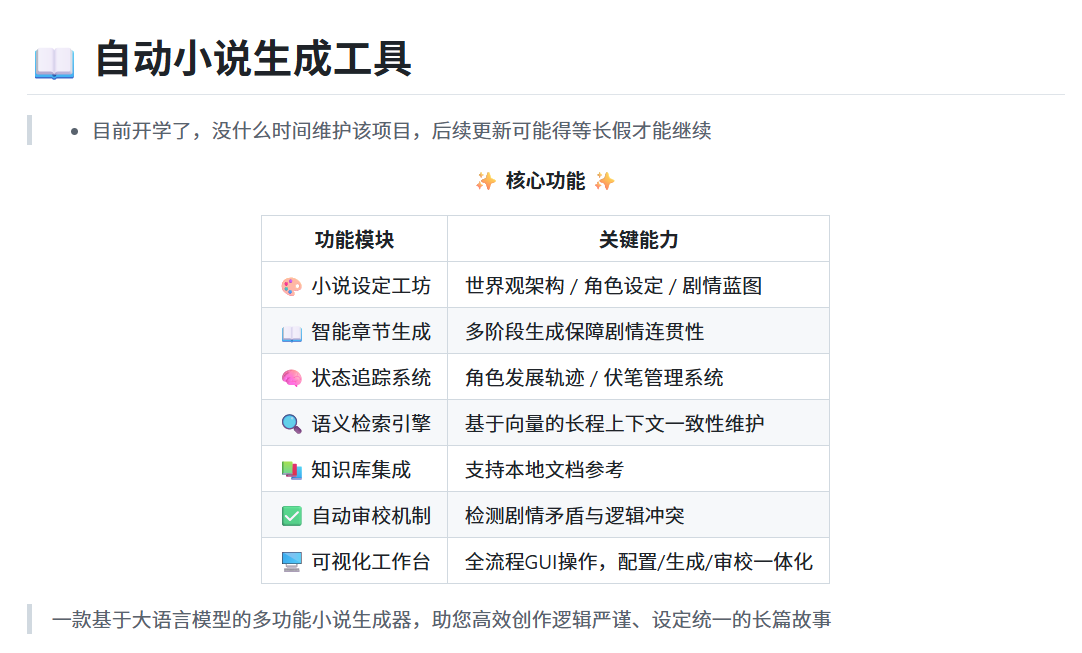 📖 自动小说生成工具
• 目前开学了，没什么时间维护该项目，后续更新可能得等长假才能继续
✨ 核心功能 ✨
功能模块 关键能力
🎨 小说设定工坊 世界观架构 / 角色设定 / 剧情蓝图
📖 智能章节生成 多阶段生成保障剧情连贯性
🧠 状态追踪系统 角色发展轨迹 / 伏笔管理系统
🔍 语义检索引擎 基于向量的长程上下文一致性维护
📚 知识库集成 支持本地文档参考
✅ 自动审校机制 检测剧情矛盾与逻辑冲突
🖥 可视化工作台 全流程GUI操作，配置/生成/审校一体化
一款基于大语言模型的多功能小说生成器，助您高效创作逻辑严谨、设定统一的长篇故事